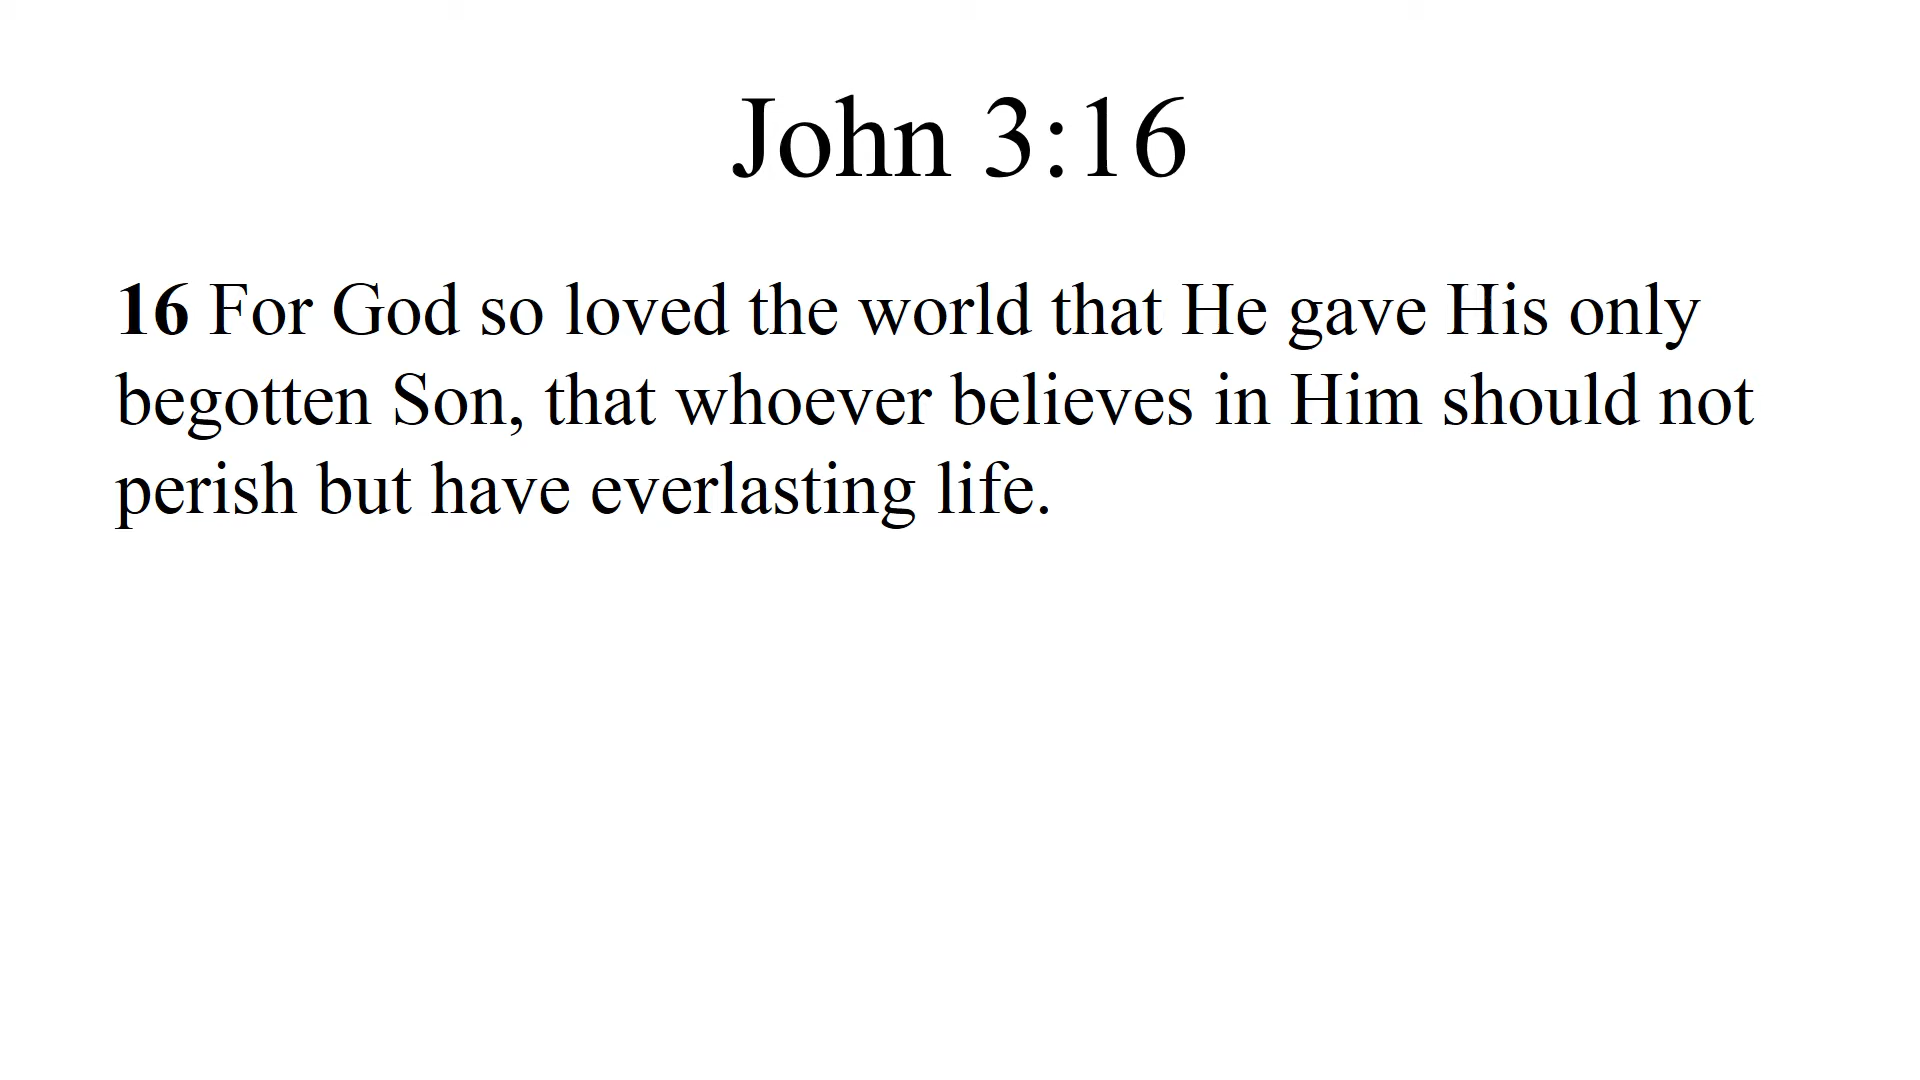 John 3:16
16 For God so loved the world that He gave His only
begotten Son, that whoever believes in Him should not
perish but have everlasting life.